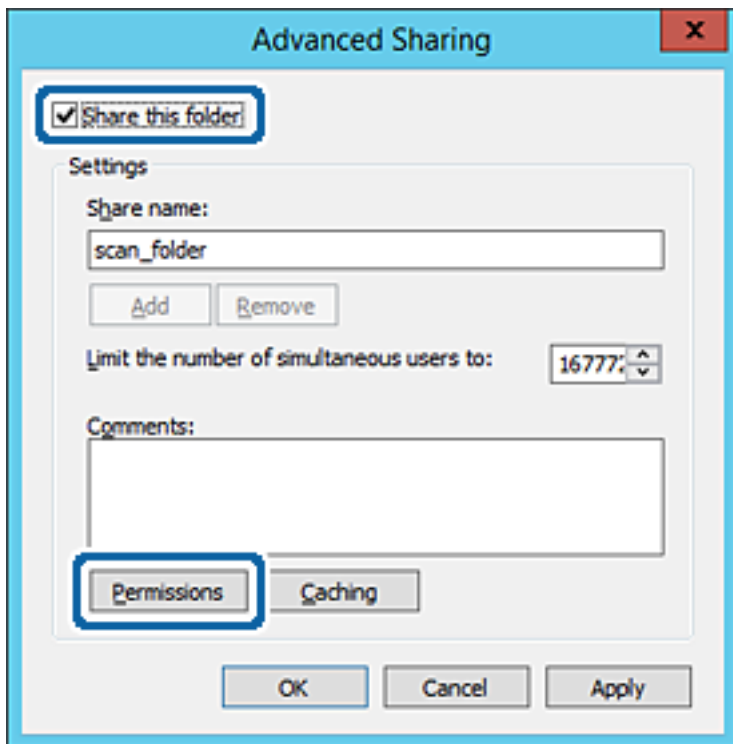 Advanced Sharing
x
Share this folder
Settings
Share name:
scan_folder
Add Remove
Limit the number of simultaneous users to:
Comments:
Permissions Caching
OK Cancel Apply